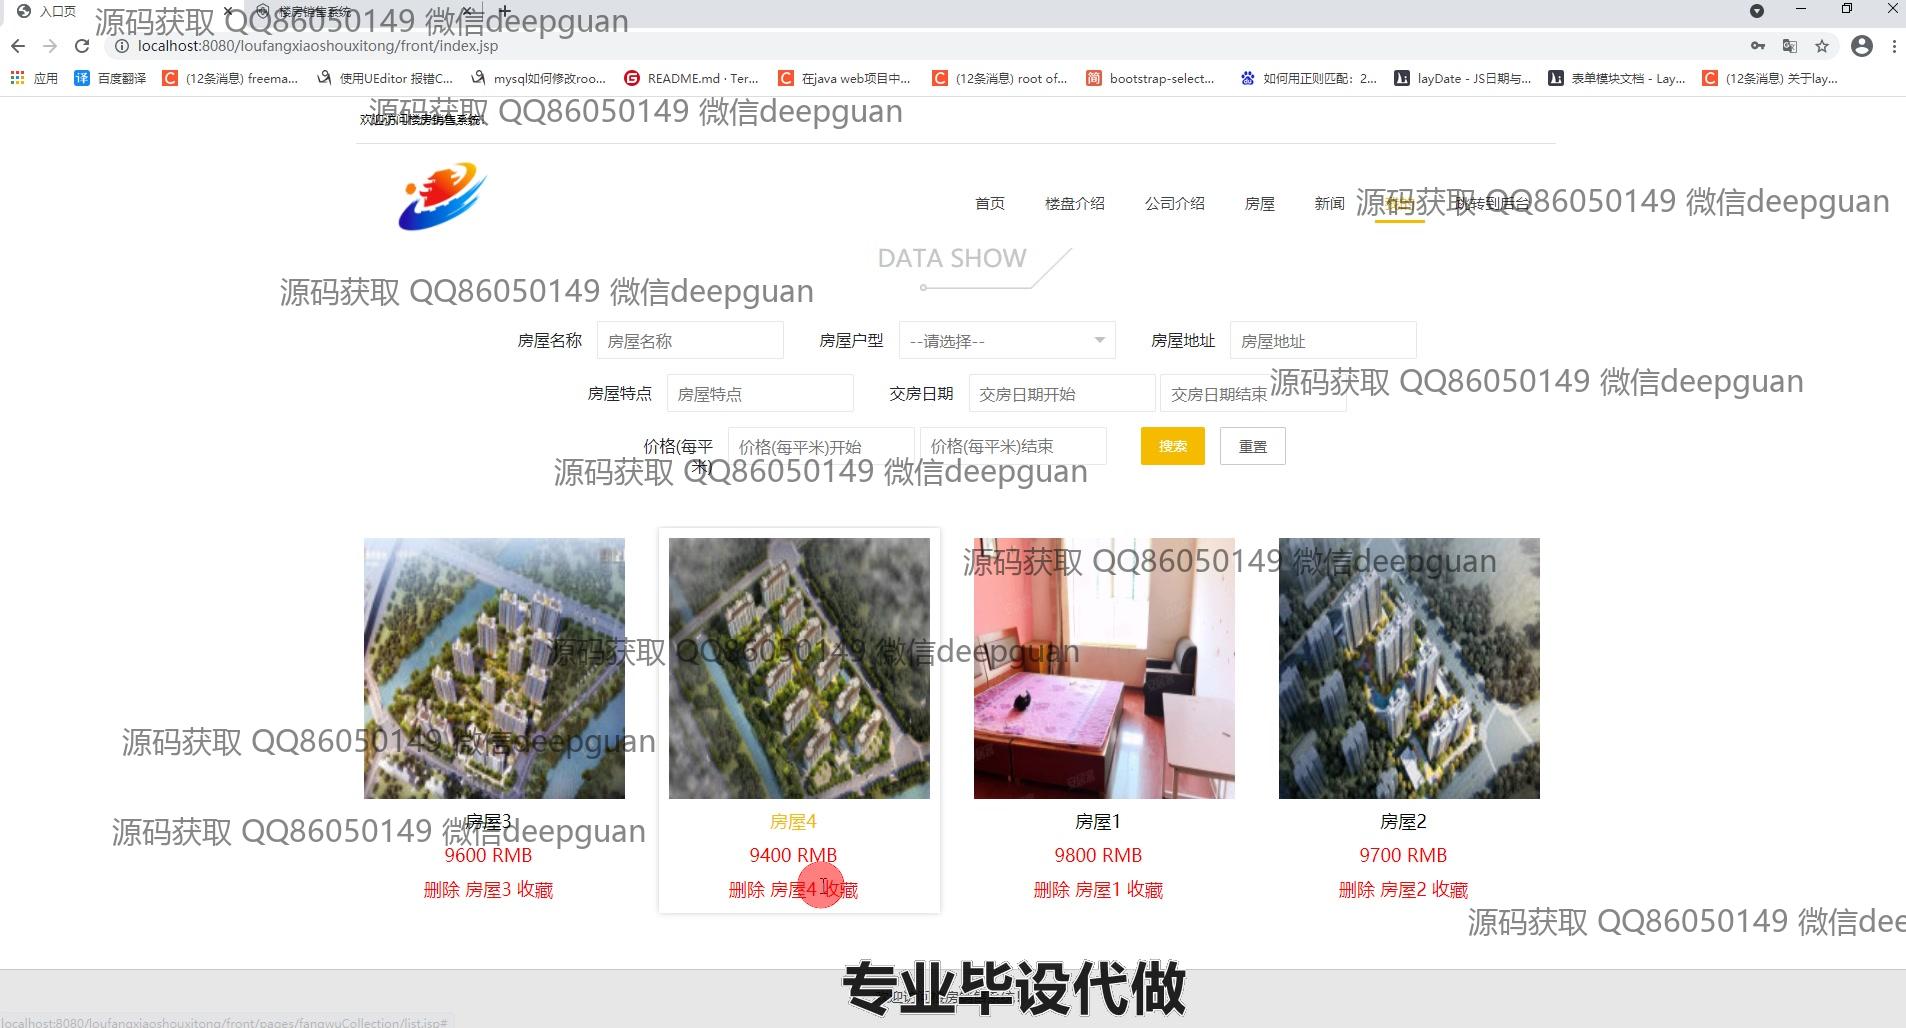 入口页
楼房销售系统
源码获取 QQ86050149 微信deepguan
localhost:8080/loufangxiaoshouxitong/front/index.jsp
应用
百度翻译
(12条消息) freema...
使用UEditor 报错C...
mysql如何修改roo...
README.md · Ter...
在java web项目中...
(12条消息) root of...
bootstrap-select...
如何用正则匹配：2...
layDate - JS日期与...
表单模块文档 - Lay...
(12条消息) 关于lay...
源码获取 QQ86050149 微信deepguan
欢迎访问楼房销售系统!
首页
楼盘介绍
公司介绍
房屋
新闻
跳转到后台
源码获取 QQ86050149 微信deepguan
DATA SHOW
源码获取 QQ86050149 微信deepguan
房屋名称 房屋名称 房屋户型 --请选择-- 房屋地址 房屋地址
房屋特点 房屋特点 交房日期 交房日期开始 交房日期结束
源码获取 QQ86050149 微信deepguan
价格(每平米) 价格(每平米)开始 价格(每平米)结束 搜索 重置
源码获取 QQ86050149 微信deepguan
源码获取 QQ86050149 微信deepguan
源码获取 QQ86050149 微信deepguan
源码获取 QQ86050149 微信deepguan
房屋3
9600 RMB
删除 房屋3 收藏
房屋4
9400 RMB
删除 房屋4 收藏
房屋1
9800 RMB
删除 房屋1 收藏
房屋2
9700 RMB
删除 房屋2 收藏
源码获取 QQ86050149 微信deepguan
源码获取 QQ86050149 微信dee
专业毕设代做
localhost:8080/loufangxiaoshouxitong/front/pages/fangwuCollection/list.jsp#